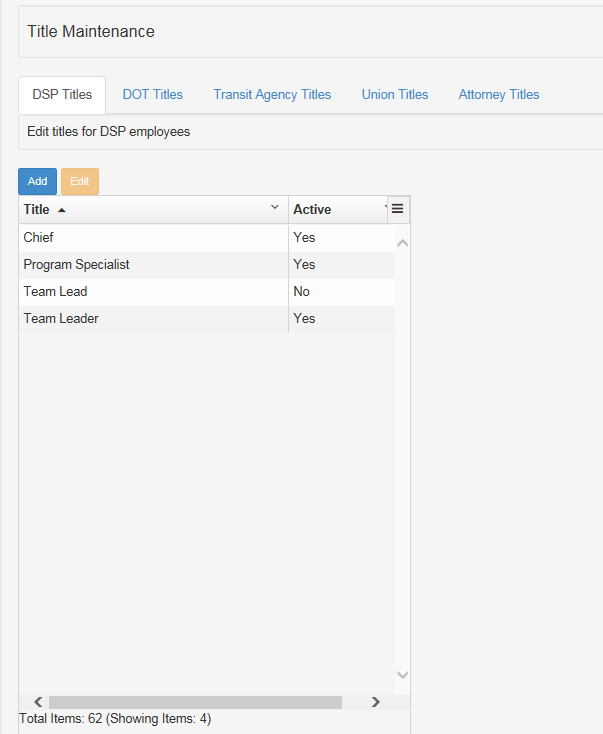 Title Maintenance
DSP Titles DOT Titles Transit Agency Titles Union Titles Attorney Titles
Edit titles for DSP employees
Add Edit
Title Active
Chief Yes
Program Specialist Yes
Team Lead No
Team Leader Yes
Total Items: 62 (Showing Items: 4)